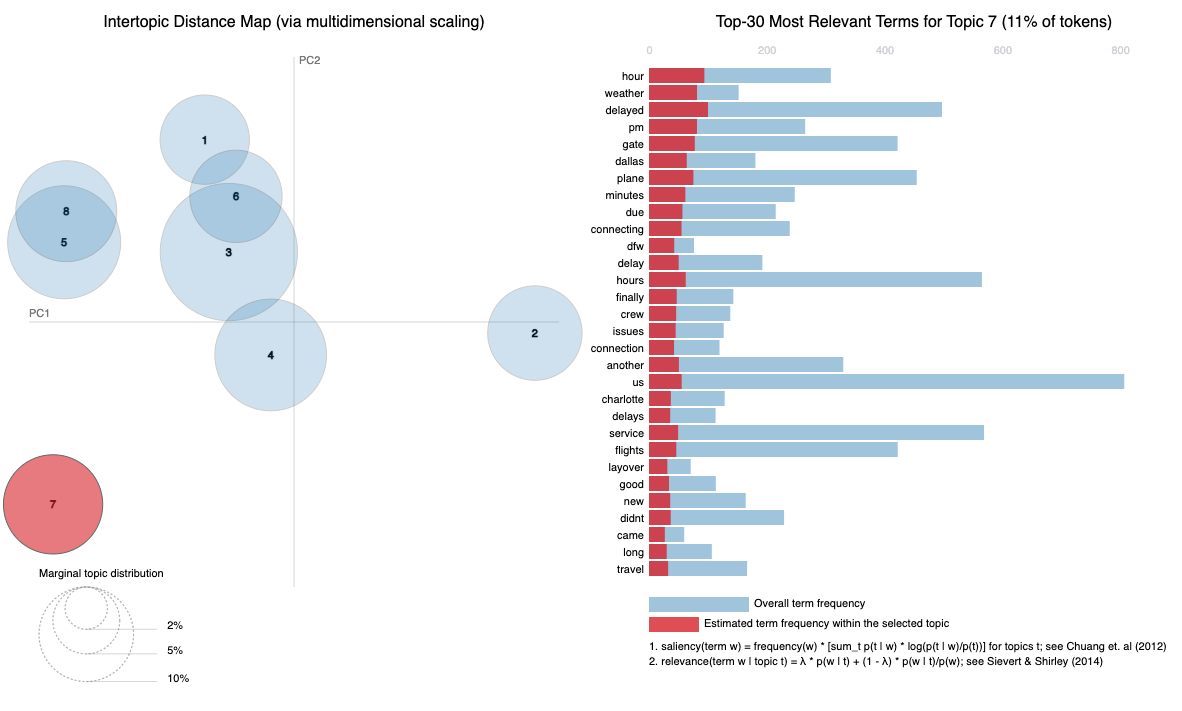 Intertopic Distance Map (via multidimensional scaling)
PC2
1
6
8
5
3
PC1
2
4
7
Marginal topic distribution
2%
5%
10%
Top-30 Most Relevant Terms for Topic 7 (11% of tokens)
0 200 400 600 800
hour
weather
delayed
pm
gate
dallas
plane
minutes
due
connecting
dfw
delay
hours
finally
crew
issues
connection
another
us
charlotte
delays
service
flights
layover
good
new
didnt
came
long
travel
Overall term frequency
Estimated term frequency within the selected topic
1. saliency(term w) = frequency(w) * [sum_t p(t | w) * log(p(t | w)/p(t))] for topics t; see Chuang et. al (2012)
2. relevance(term w | topic t) = λ * p(w | t) + (1 - λ) * p(w | t)/p(w); see Sievert & Shirley (2014)